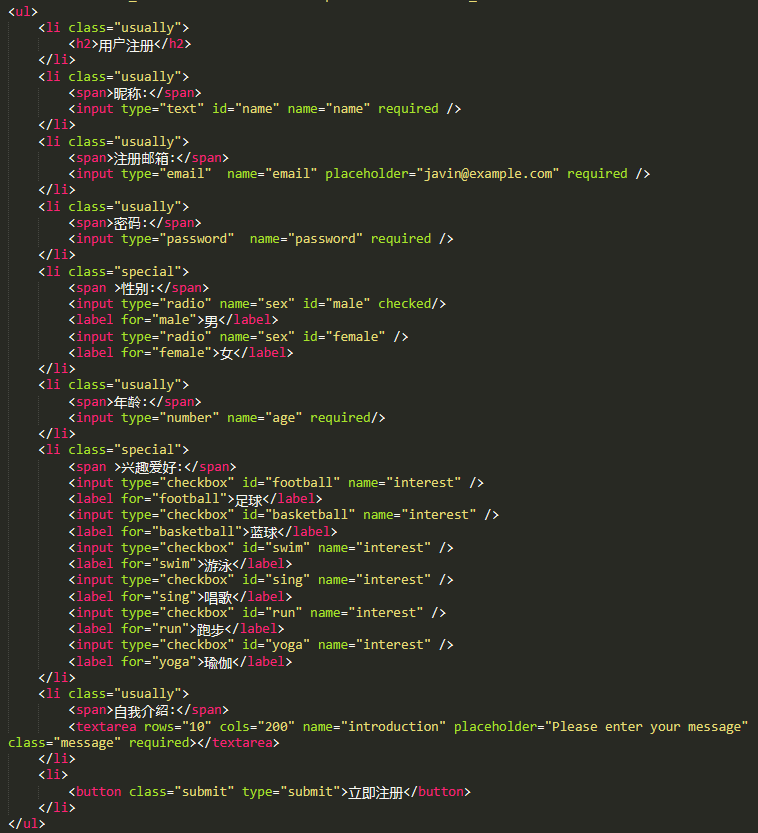 <ul>
<li class="usually">
<h2>用户注册</h2>
</li>
<li class="usually">
<span>昵称:</span>
<input type="text" id="name" name="name" required />
</li>
<li class="usually">
<span>注册邮箱:</span>
<input type="email"  name="email" placeholder="javin@example.com" required />
</li>
<li class="usually">
<span>密码:</span>
<input type="password"  name="password" required />
</li>
<li class="special">
<span >性别:</span>
<input type="radio" name="sex" id="male" checked/>
<label for="male">男</label>
<input type="radio" name="sex" id="female" />
<label for="female">女</label>
</li>
<li class="usually">
<span>年龄:</span>
<input type="number" name="age" required/>
</li>
<li class="special">
<span >兴趣爱好:</span>
<input type="checkbox" id="football" name="interest" />
<label for="football">足球</label>
<input type="checkbox" id="basketball" name="interest" />
<label for="basketball">蓝球</label>
<input type="checkbox" id="swim" name="interest" />
<label for="swim">游泳</label>
<input type="checkbox" id="sing" name="interest" />
<label for="sing">唱歌</label>
<input type="checkbox" id="run" name="interest" />
<label for="run">跑步</label>
<input type="checkbox" id="yoga" name="interest" />
<label for="yoga">瑜伽</label>
</li>
<li class="usually">
<span>自我介绍:</span>
<textarea rows="10" cols="200" name="introduction" placeholder="Please enter your message"
class="message" required></textarea>
</li>
<li>
<button class="submit" type="submit">立即注册</button>
</li>
</ul>